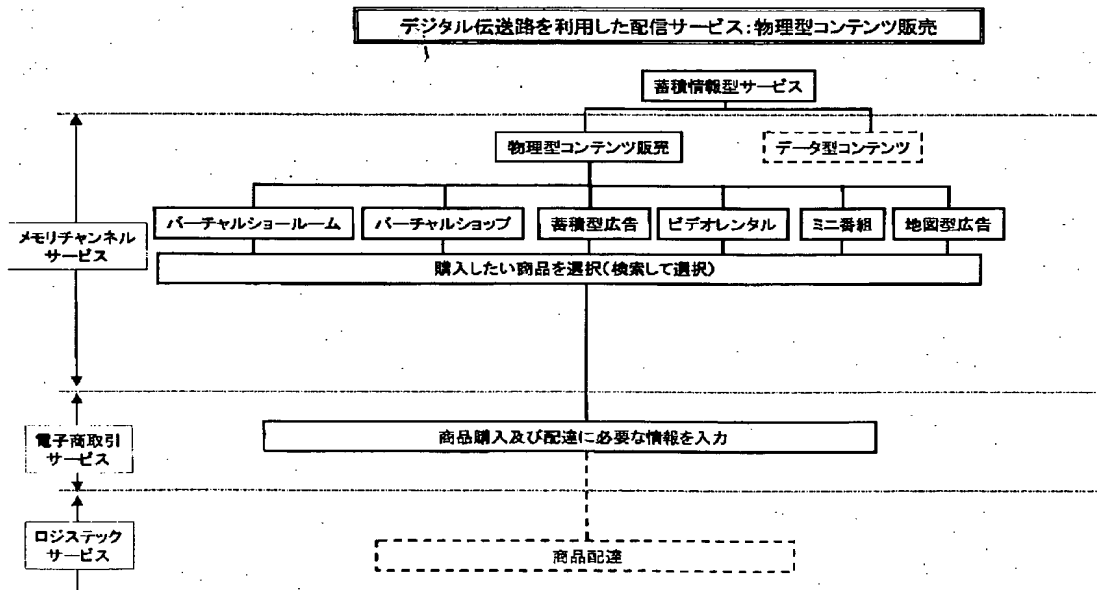 デジタル伝送路を利用した配信サービス:物理型コンテンツ販売
蓄積情報型サービス
物理型コンテンツ販売
データ型コンテンツ
バーチャルショールーム
バーチャルショップ
蓄積型広告
ビデオレンタル
ミニ番組
地図型広告
メモリチャンネル
サービス
購入したい商品を選択(検索して選択)
電子商取引
サービス
商品購入及び配達に必要な情報を入力
ロジステック
サービス
商品配達